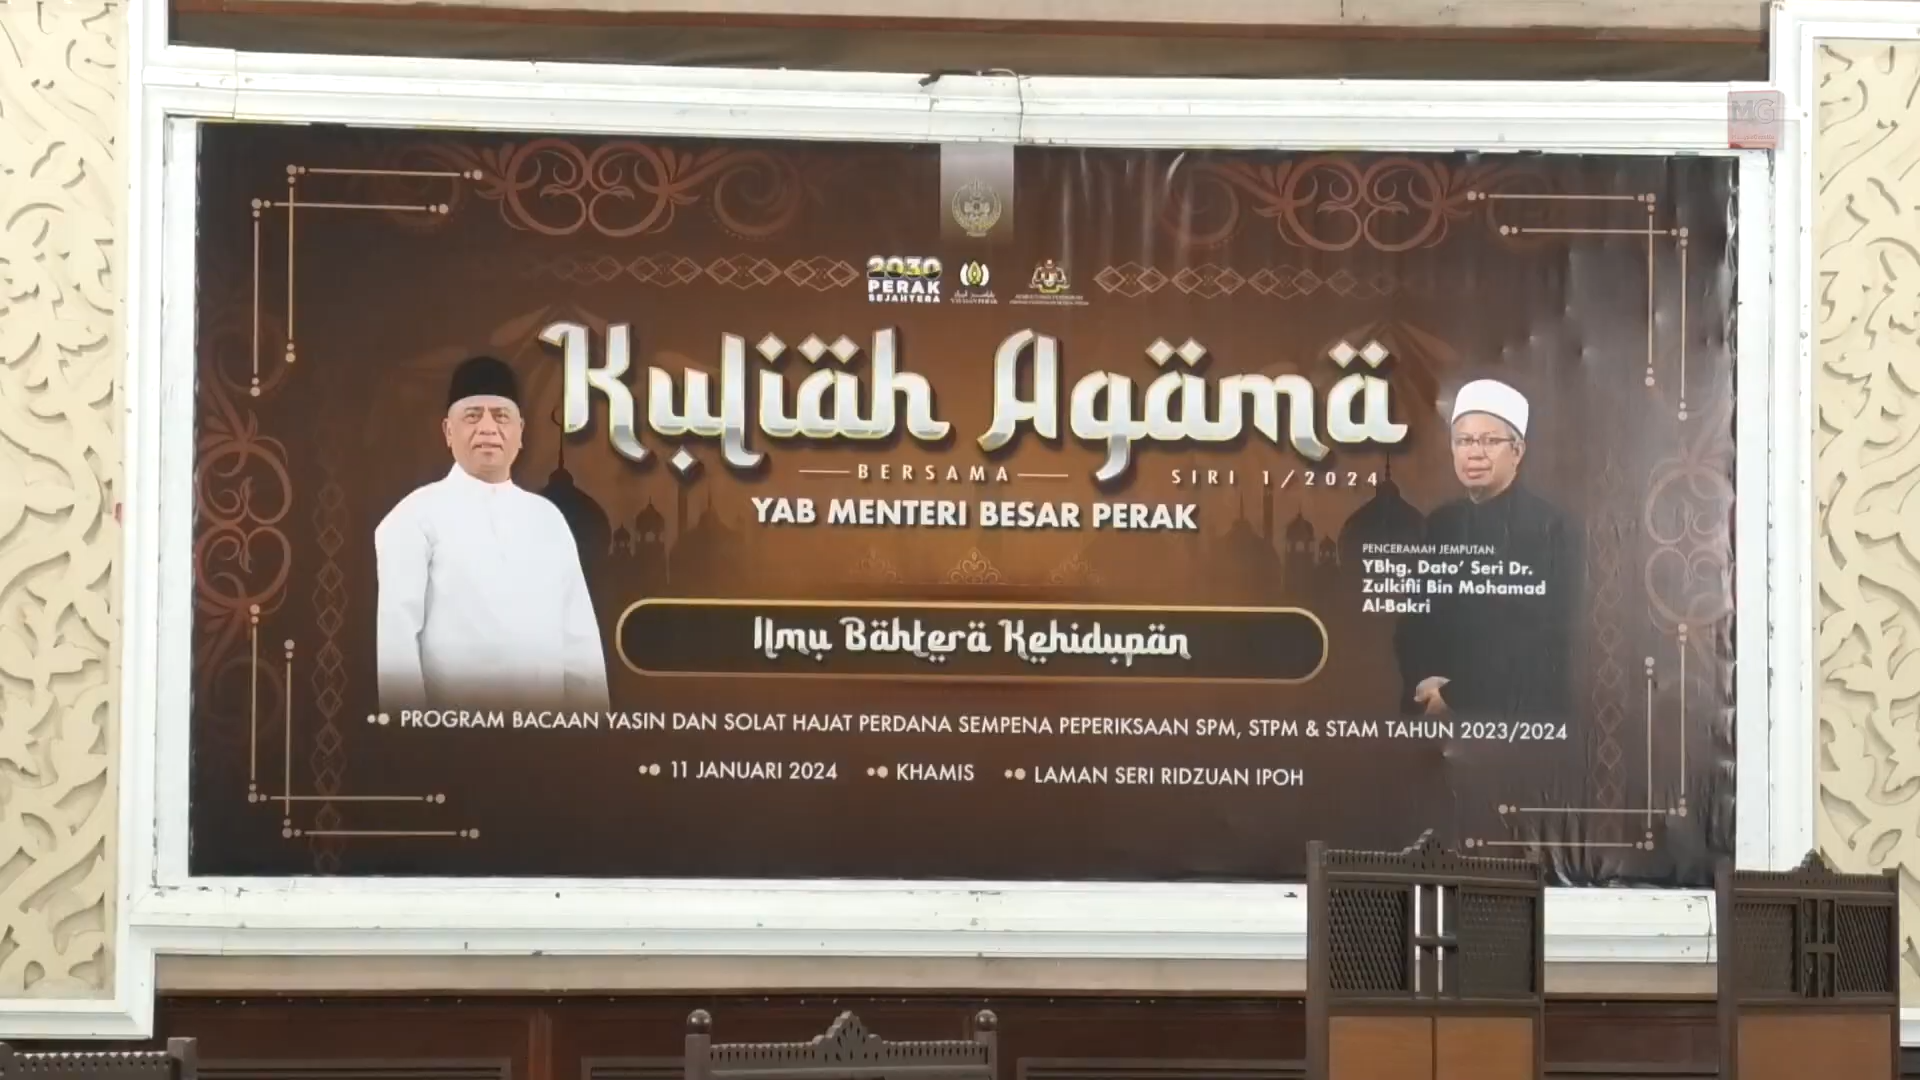 MG
2030
PERAK
SEJAHTERA
Kuliah Agama
BERSAMA
SIRI 1/2024
YAB MENTERI BESAR PERAK
PENCERAMAH JEMPUTAN:
YBhg. Dato' Seri Dr.
Zulkifli Bin Mohamad
Al-Bakri
Ilmu Bahtera Kehidupan
PROGRAM BACAAN YASIN DAN SOLAT HAJAT PERDANA SEMPENA PEPERIKSAAN SPM, STPM & STAM TAHUN 2023/2024
11 JANUARI 2024 KHAMIS LAMAN SERI RIDZUAN IPOH